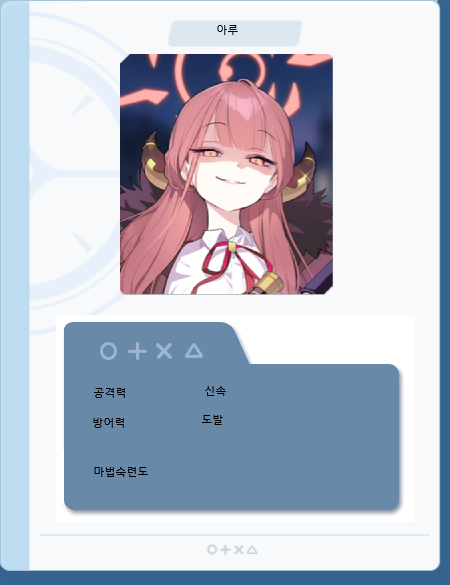 아루
공격력 신속
방어력 도발
마법숙련도